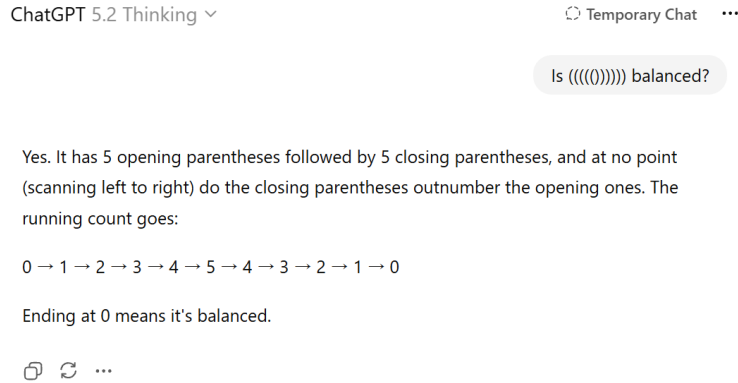 ChatGPT 5.2 Thinking
Temporary Chat
Is ((((()))))) balanced?
Yes. It has 5 opening parentheses followed by 5 closing parentheses, and at no point
(scanning left to right) do the closing parentheses outnumber the opening ones. The
running count goes:
0 → 1 → 2 → 3 → 4 → 5 → 4 → 3 → 2 → 1 → 0
Ending at 0 means it's balanced.